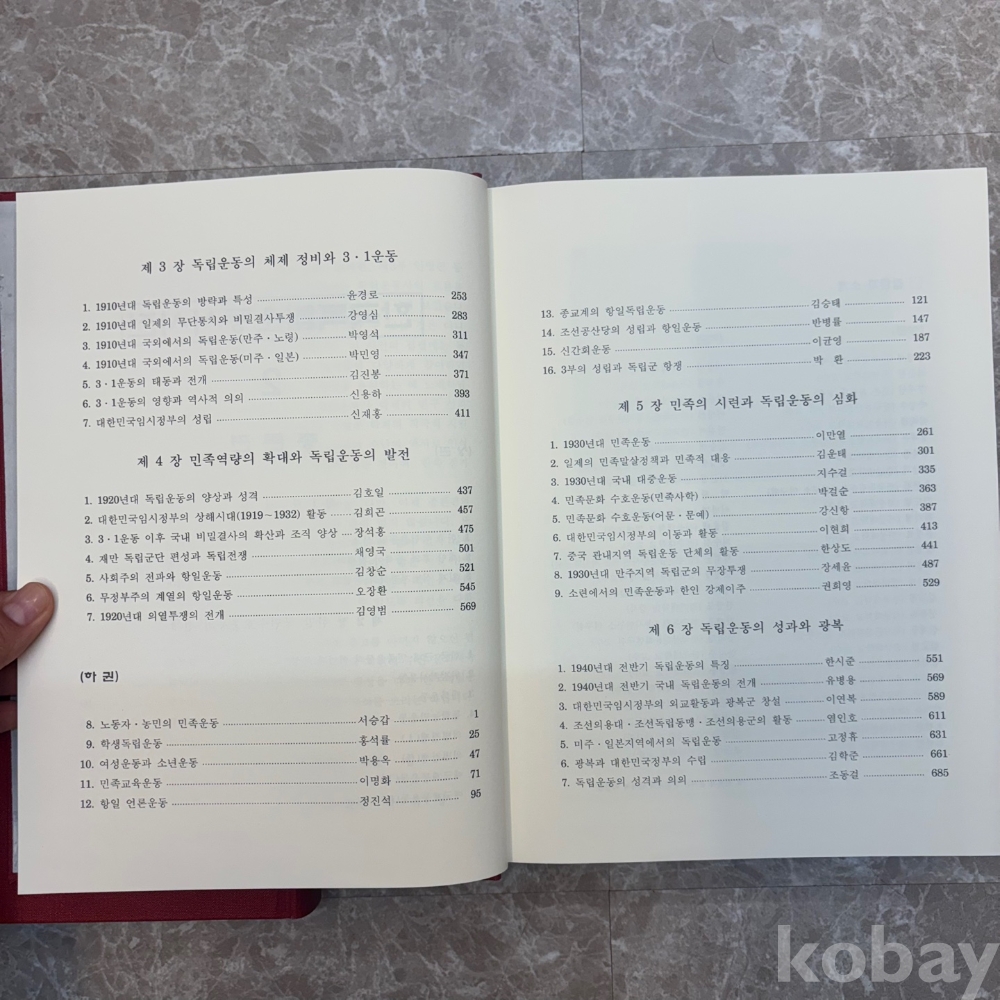 제 3 장 독립운동의 체제 정비와 3·1운동
1. 1910년대 독립운동의 방략과 특성 윤경로 253
2. 1910년대 일제의 무단통치와 비밀결사투쟁 강영심 283
3. 1910년대 국외에서의 독립운동(만주·노령) 박영석 311
4. 1910년대 국외에서의 독립운동(미주·일본) 박민영 347
5. 3·1운동의 태동과 전개 김진봉 371
6. 3·1운동의 영향과 역사적 의의 신용하 393
7. 대한민국임시정부의 성립 신재홍 411
제 4 장 민족역량의 확대와 독립운동의 발전
1. 1920년대 독립운동의 양상과 성격 김호일 437
2. 대한민국임시정부의 상해시대(1919~1932) 활동 김희곤 457
3. 3·1운동 이후 국내 비밀결사의 확산과 조직 양상 장석흥 475
4. 재만 독립군단 편성과 독립전쟁 채영국 501
5. 사회주의 전파와 항일운동 김창순 521
6. 무정부주의 계열의 항일운동 오장환 545
7. 1920년대 의열투쟁의 전개 김영범 569
(하 권)
8. 노동자·농민의 민족운동 서승갑 1
9. 학생독립운동 홍석률 25
10. 여성운동과 소년운동 박용옥 47
11. 민족교육운동 이명화 71
12. 항일 언론운동 정진석 95
13. 종교계의 항일독립운동 김승태 121
14. 조선공산당의 성립과 항일운동 반병률 147
15. 신간회운동 이균영 187
16. 3부의 성립과 독립군 항쟁 박 환 223
제 5 장 민족의 시련과 독립운동의 심화
1. 1930년대 민족운동 이만열 261
2. 일제의 민족말살정책과 민족적 대응 김운태 301
3. 1930년대 국내 대중운동 지수걸 335
4. 민족문화 수호운동(민족사학) 박걸순 363
5. 민족문화 수호운동(어문·문예) 강신항 387
6. 대한민국임시정부의 이동과 활동 이현희 413
7. 중국 관내지역 독립운동 단체의 활동 한상도 441
8. 1930년대 만주지역 독립군의 무장투쟁 장세윤 487
9. 소련에서의 민족운동과 한인 강제이주 권희영 529
제 6 장 독립운동의 성과와 광복
1. 1940년대 전반기 독립운동의 특징 한시준 551
2. 1940년대 전반기 국내 독립운동의 전개 유병용 569
3. 대한민국임시정부의 외교활동과 광복군 창설 이연복 589
4. 조선의용대·조선독립동맹·조선의용군의 활동 염인호 611
5. 미주·일본지역에서의 독립운동 고정휴 631
6. 광복과 대한민국정부의 수립 김학준 661
7. 독립운동의 성격과 의의 조동걸 685
kobay